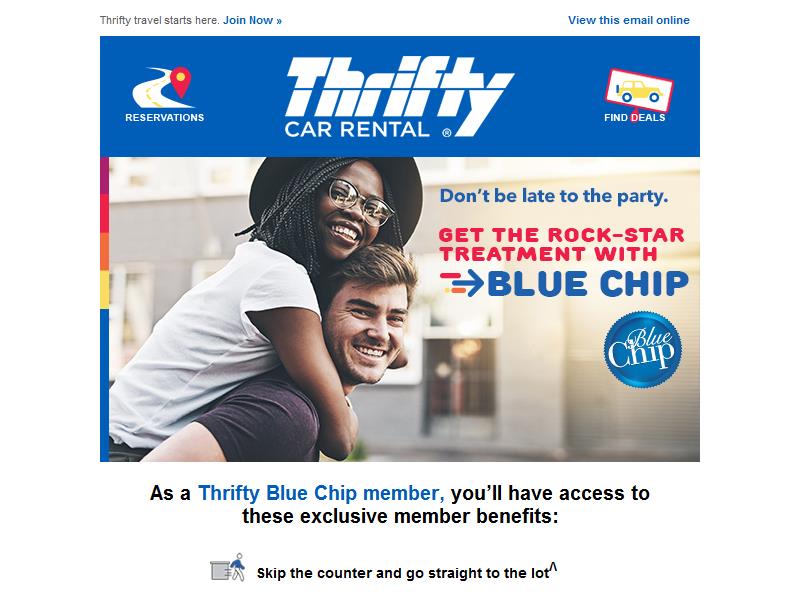 Thrifty travel starts here. Join Now »
View this email online
RESERVATIONS
Thrifty
CAR RENTAL ®
FIND DEALS
Don't be late to the party.
GET THE ROCK-STAR
TREATMENT WITH
BLUE CHIP
Blue
Chip
As a Thrifty Blue Chip member, you'll have access to
these exclusive member benefits:
Skip the counter and go straight to the lot^